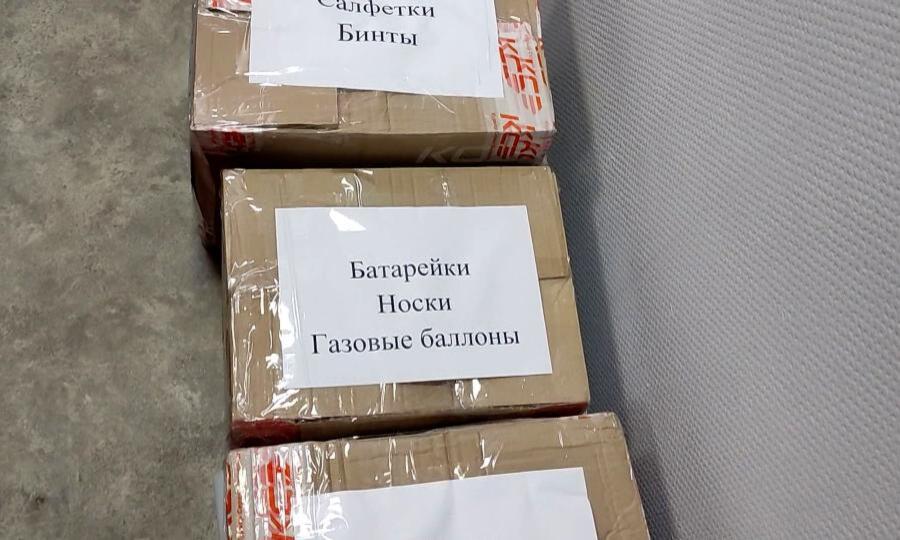 Салфетки
Бинты
Батарейки
Носки
Газовые баллоны